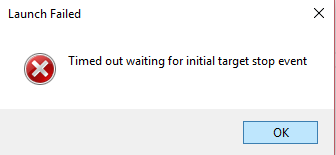 Launch Failed
Timed out waiting for initial target stop event
OK